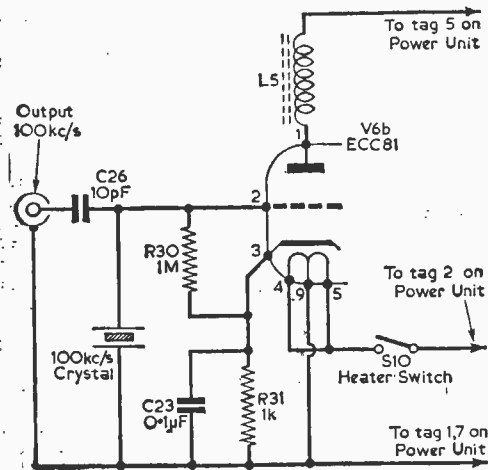 To tag 5 on
Power Unit
L5
Output
100kc/s
1
V6b
ECC81
C26
10pF
2
R30
1M
3
4
9
5
To tag 2 on
Power Unit
100kc/s
Crystal
S10
Heater Switch
C23
0·1µF
R31
1k
To tag 1,7 on
Power Unit